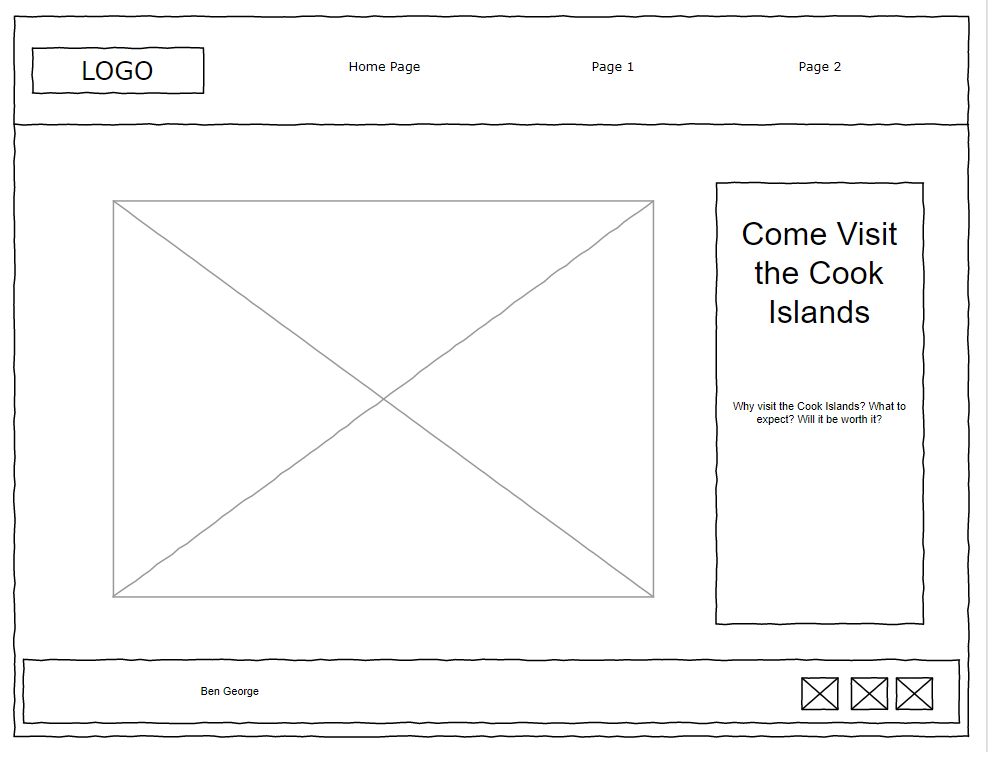 LOGO
Home Page
Page 1
Page 2
Come Visit
the Cook
Islands
Why visit the Cook Islands? What to
expect? Will it be worth it?
Ben George